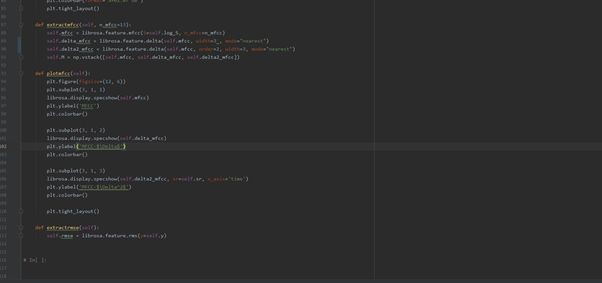 plt.tight_layout()
def extractmfcc(self, n_mfcc=13):
self.mfcc = librosa.feature.mfcc(S=self.log_S, n_mfcc=n_mfcc)
self.delta_mfcc = librosa.feature.delta(self.mfcc, width=3, mode="nearest")
self.delta2_mfcc = librosa.feature.delta(self.mfcc, order=2, width=3, mode="nearest")
self.M = np.vstack([self.mfcc, self.delta_mfcc, self.delta2_mfcc])
def plotmfcc(self):
plt.figure(figsize=(12, 6))
plt.subplot(3, 1, 1)
librosa.display.specshow(self.mfcc)
plt.ylabel('MFCC')
plt.colorbar()
plt.subplot(3, 1, 2)
librosa.display.specshow(self.delta_mfcc)
102 plt.ylabel('MFCC-$\Delta$')
plt.colorbar()
plt.subplot(3, 1, 3)
librosa.display.specshow(self.delta2_mfcc, sr=self.sr, x_axis='time')
plt.ylabel('MFCC-$\Delta^2$')
plt.colorbar()
plt.tight_layout()
def extractrmse(self):
self.rmse = librosa.feature.rms(y=self.y)
# In[ ]: